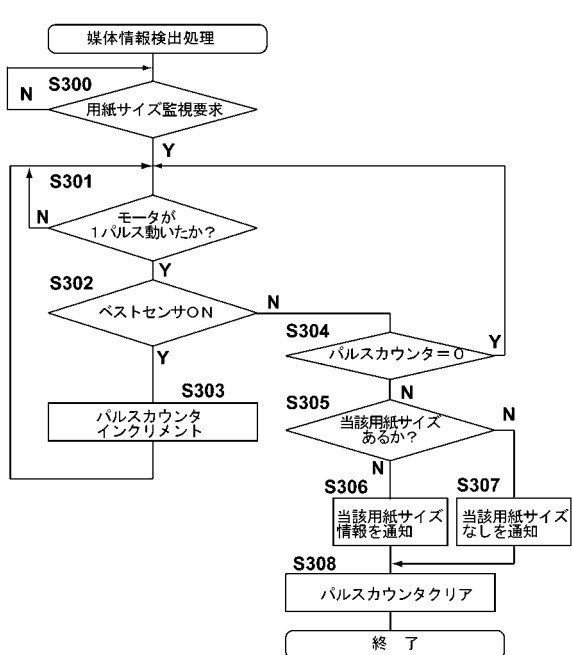 媒体情報検出処理
S300
N
用紙サイズ監視要求
Y
S301
N
モータが
1パルス動いたか?
Y
S302
ベストセンサON
N
Y
S304
パルスカウンタ=0
Y
N
S303
パルスカウンタ
インクリメント
S305
当該用紙サイズ
あるか?
N
N
S306
当該用紙サイズ
情報を通知
S307
当該用紙サイズ
なしを通知
S308
パルスカウンタクリア
終 了